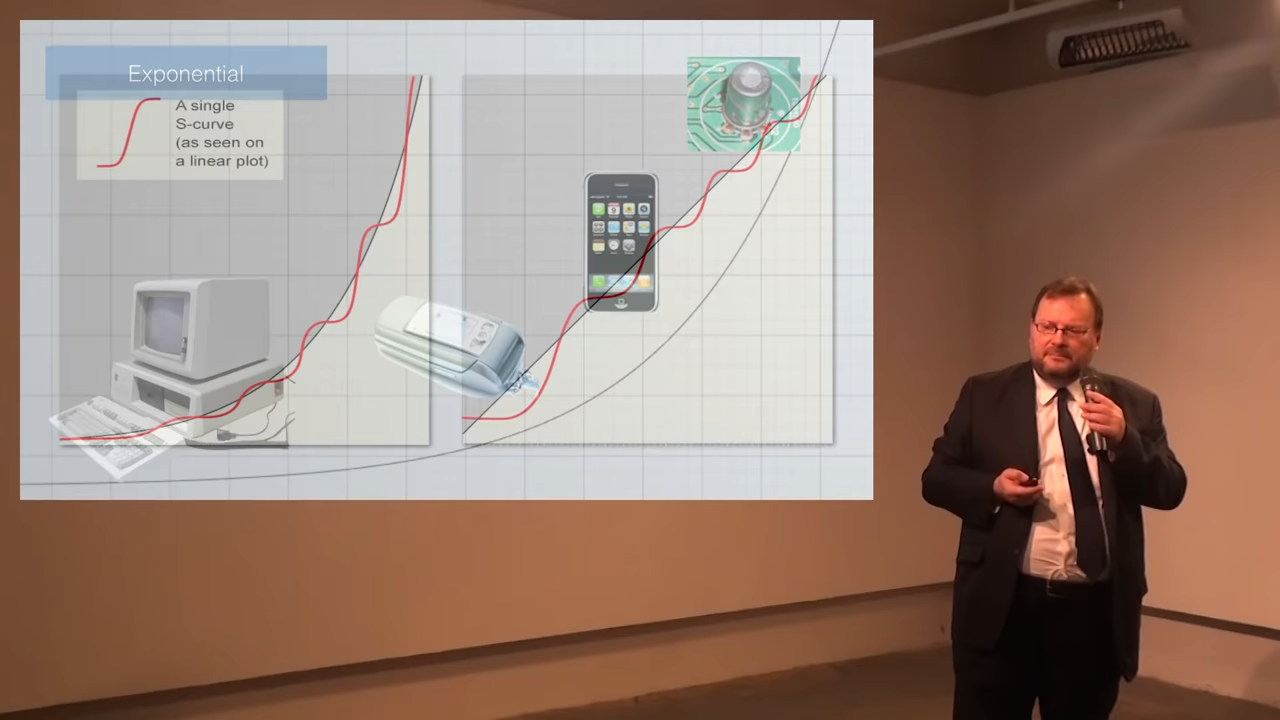 Exponential
A single
S-curve
(as seen on
a linear plot)